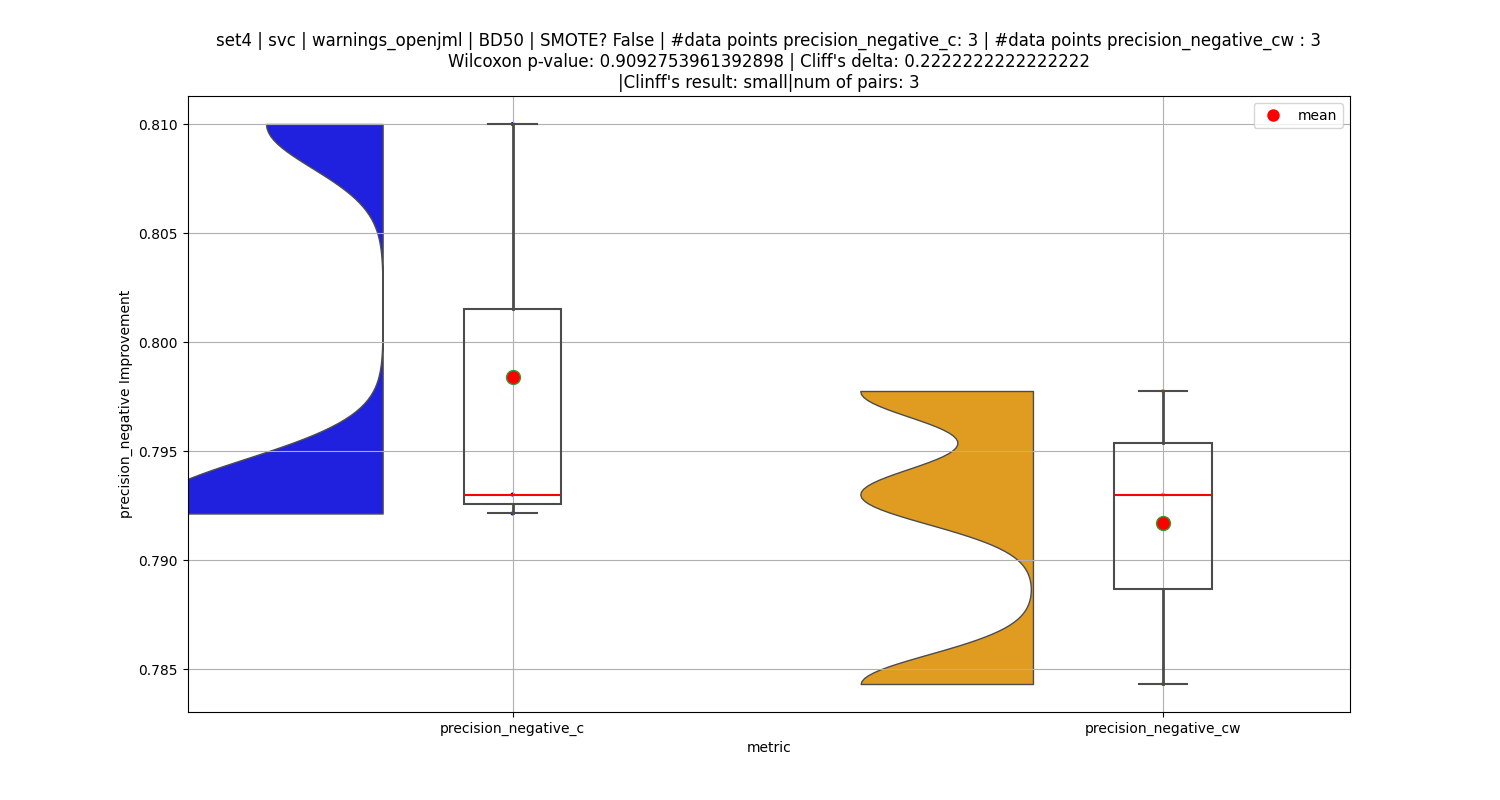 set4 | svc | warnings_openjml | BD50 | SMOTE? False | #data points precision_negative_c: 3 | #data points precision_negative_cw : 3
Wilcoxon p-value: 0.9092753961392898 | Cliff's delta: 0.2222222222222222
|Clinff's result: small|num of pairs: 3
mean
0.810
0.805
0.800
0.795
0.790
0.785
precision_negative Improvement
precision_negative_c
precision_negative_cw
metric